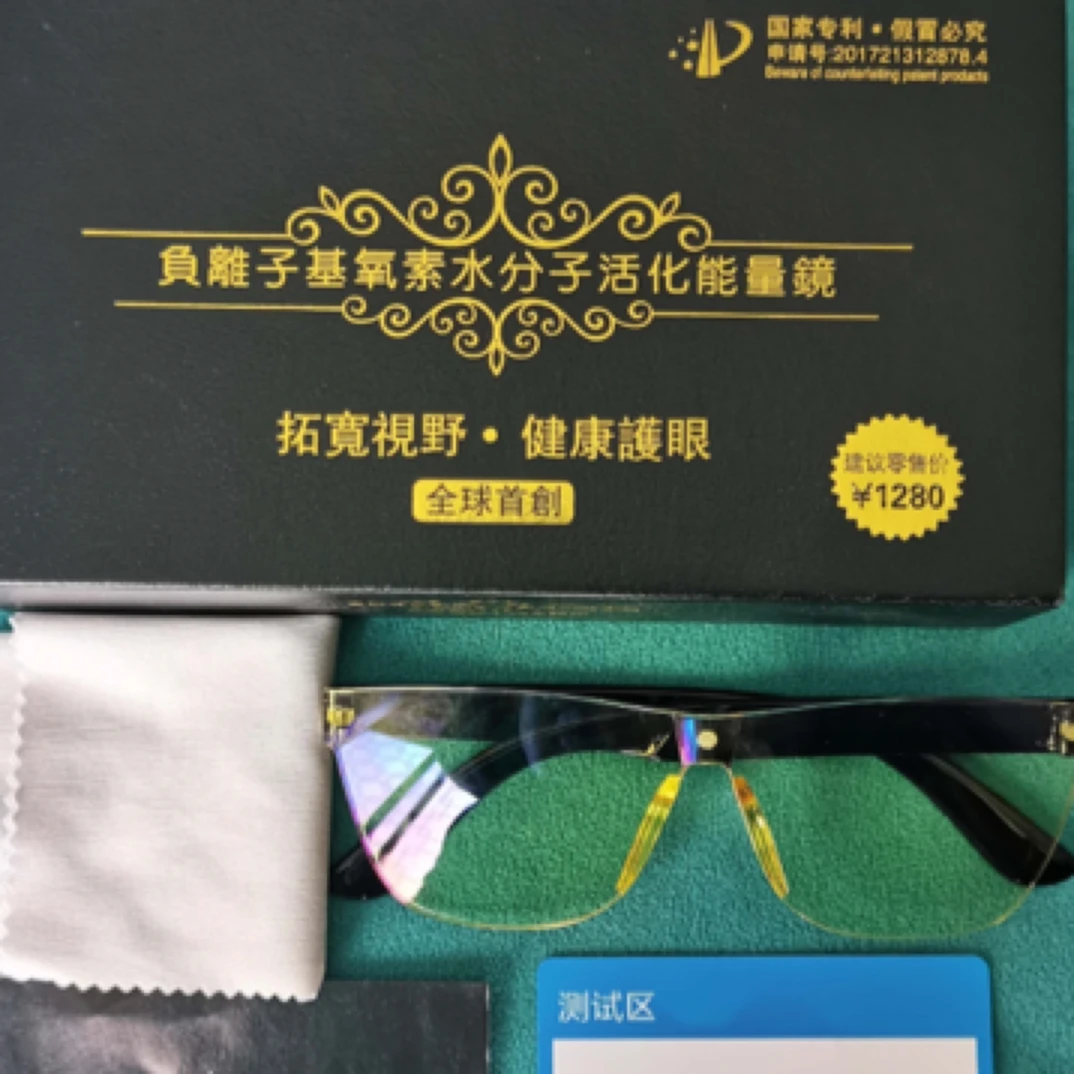 国家专利・假冒必究
申请号:201721312878.4
Beware of counterfeiting patent products
負離子基氧素水分子活化能量鏡
拓寬視野・健康護眼
全球首創
建议零售价
¥1280
测试区